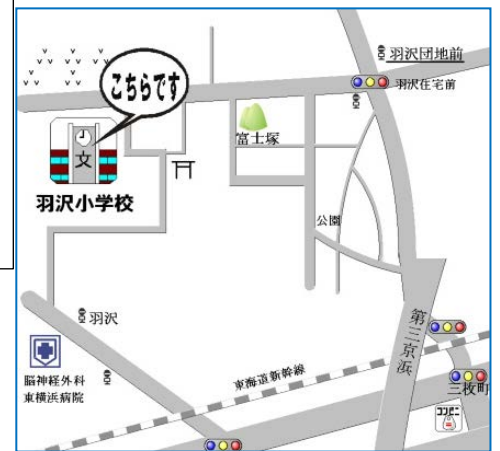 羽沢団地前
こちらです
羽沢住宅前
富士塚
文
羽沢小学校
公園
第三京浜
羽沢
東海道新幹線
脳神経外科
東横浜病院
三枚町
コンビニ